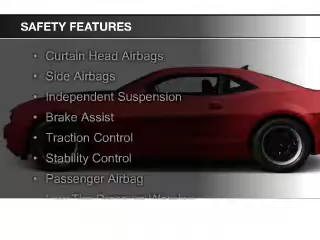 SAFETY FEATURES
• Curtain Head Airbags
• Side Airbags
• Independent Suspension
• Brake Assist
• Traction Control
• Stability Control
• Passenger Airbag